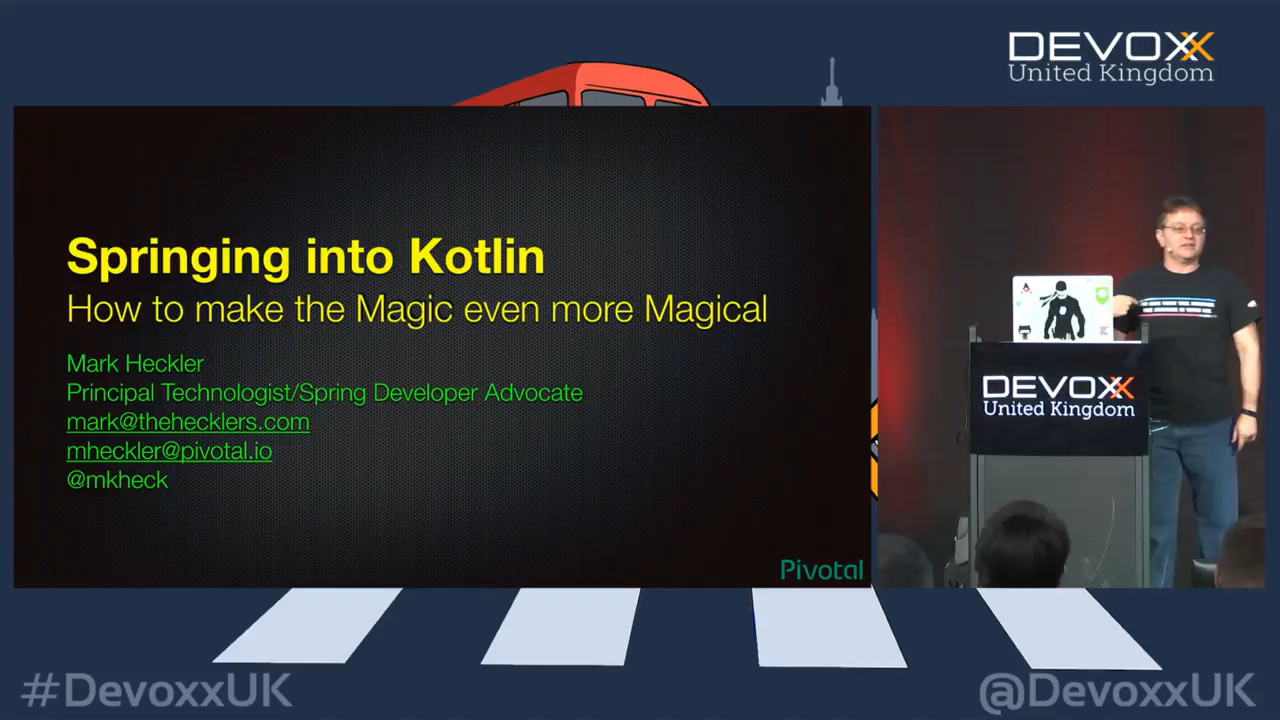 DEVOXX
United Kingdom
Springing into Kotlin
How to make the Magic even more Magical
Mark Heckler
Principal Technologist/Spring Developer Advocate
mark@thehecklers.com
mheckler@pivotal.io
@mkheck
Pivotal
DEVOXX
United Kingdom
#DevoxxUK
@DevoxxUK